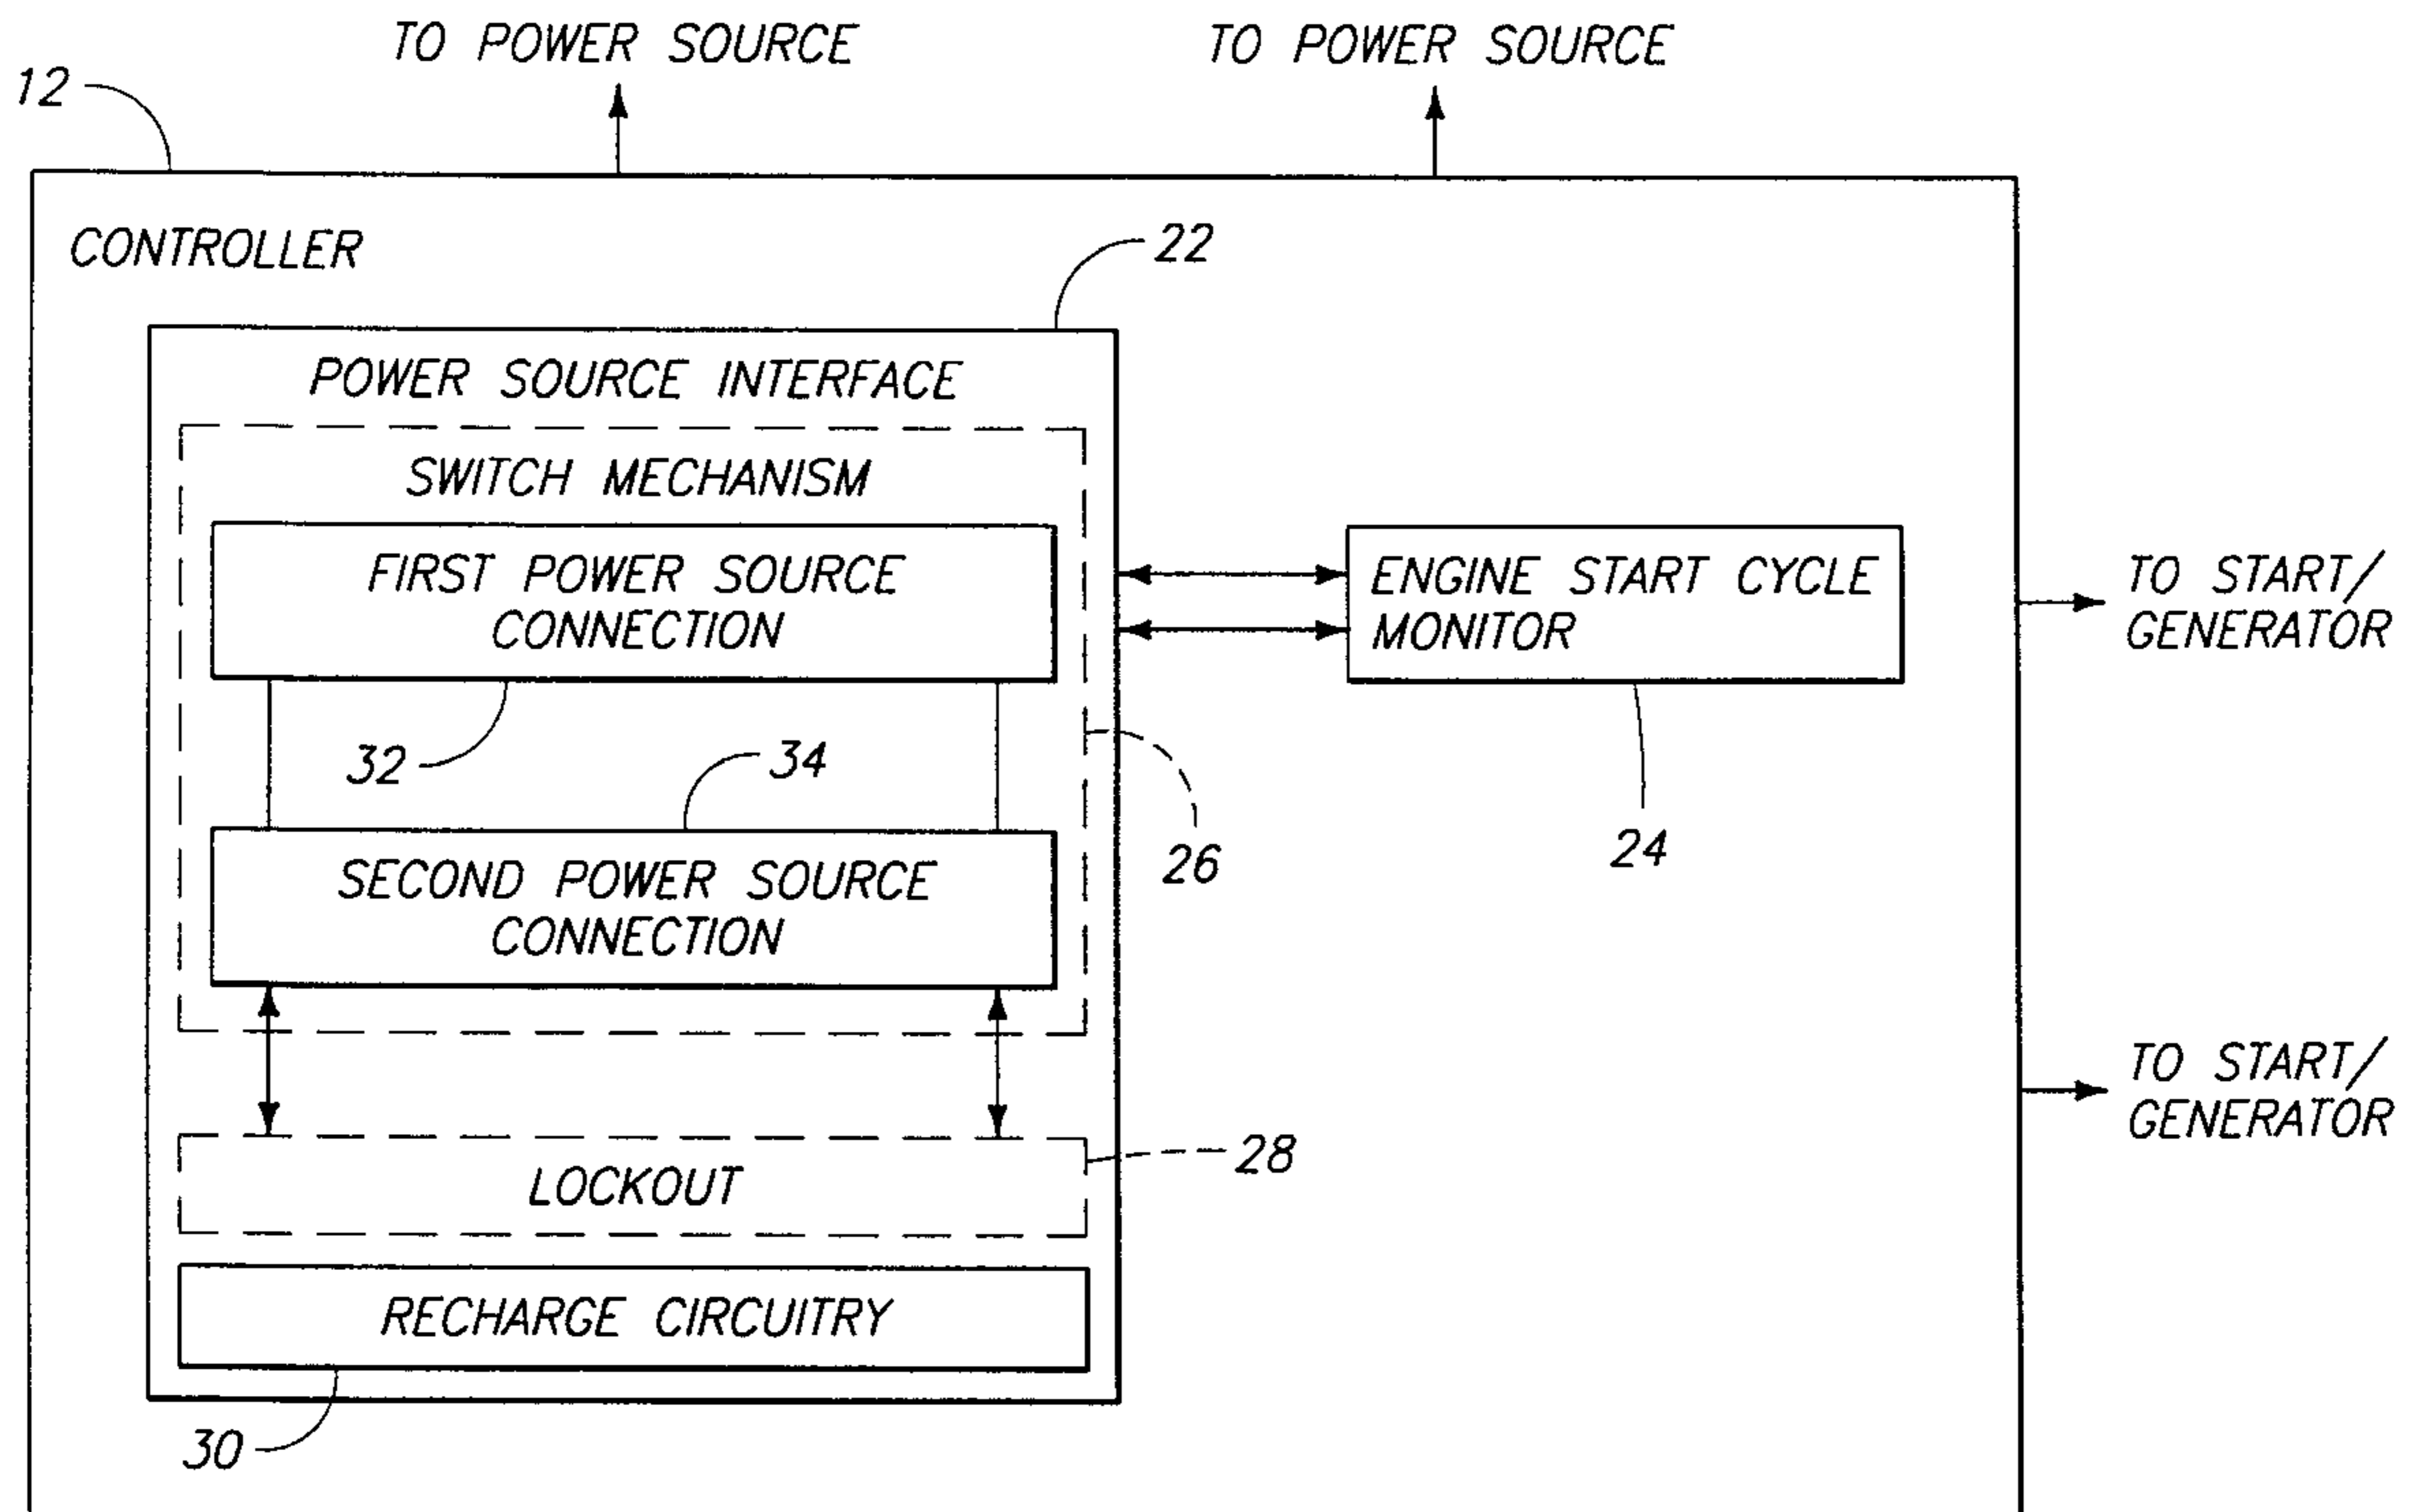 TO POWER SOURCE
TO POWER SOURCE
12
CONTROLLER
22
POWER SOURCE INTERFACE
SWITCH MECHANISM
FIRST POWER SOURCE
CONNECTION
ENGINE START CYCLE
MONITOR
TO START/
GENERATOR
32
34
26
24
SECOND POWER SOURCE
CONNECTION
TO START/
GENERATOR
28
LOCKOUT
RECHARGE CIRCUITRY
30